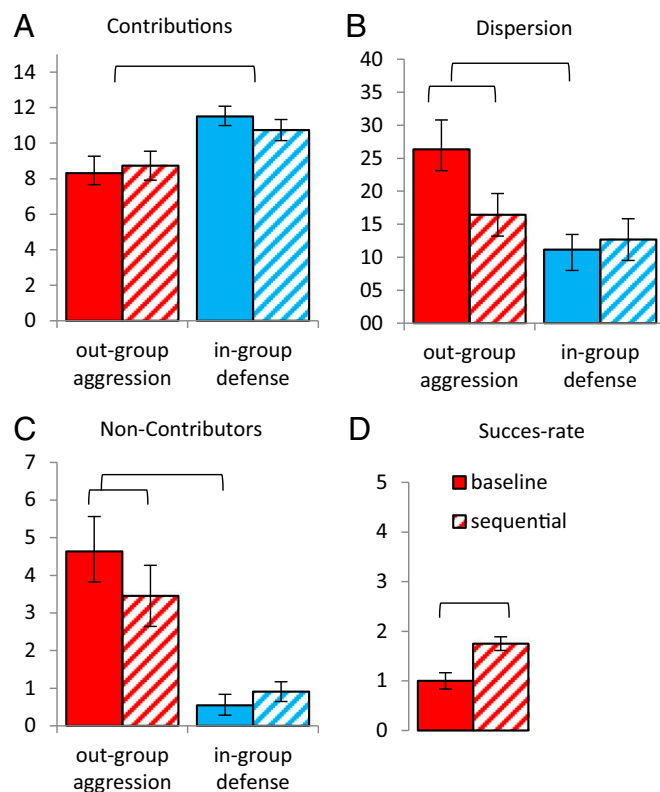 A
Contributions
14
12
10
8
6
4
2
0
out-group
aggression
in-group
defense
B
Dispersion
40
35
30
25
20
15
10
05
00
out-group
aggression
in-group
defense
C
Non-Contributors
7
6
5
4
3
2
1
0
out-group
aggression
in-group
defense
D
Succes-rate
5
4
3
2
1
0
baseline
sequential